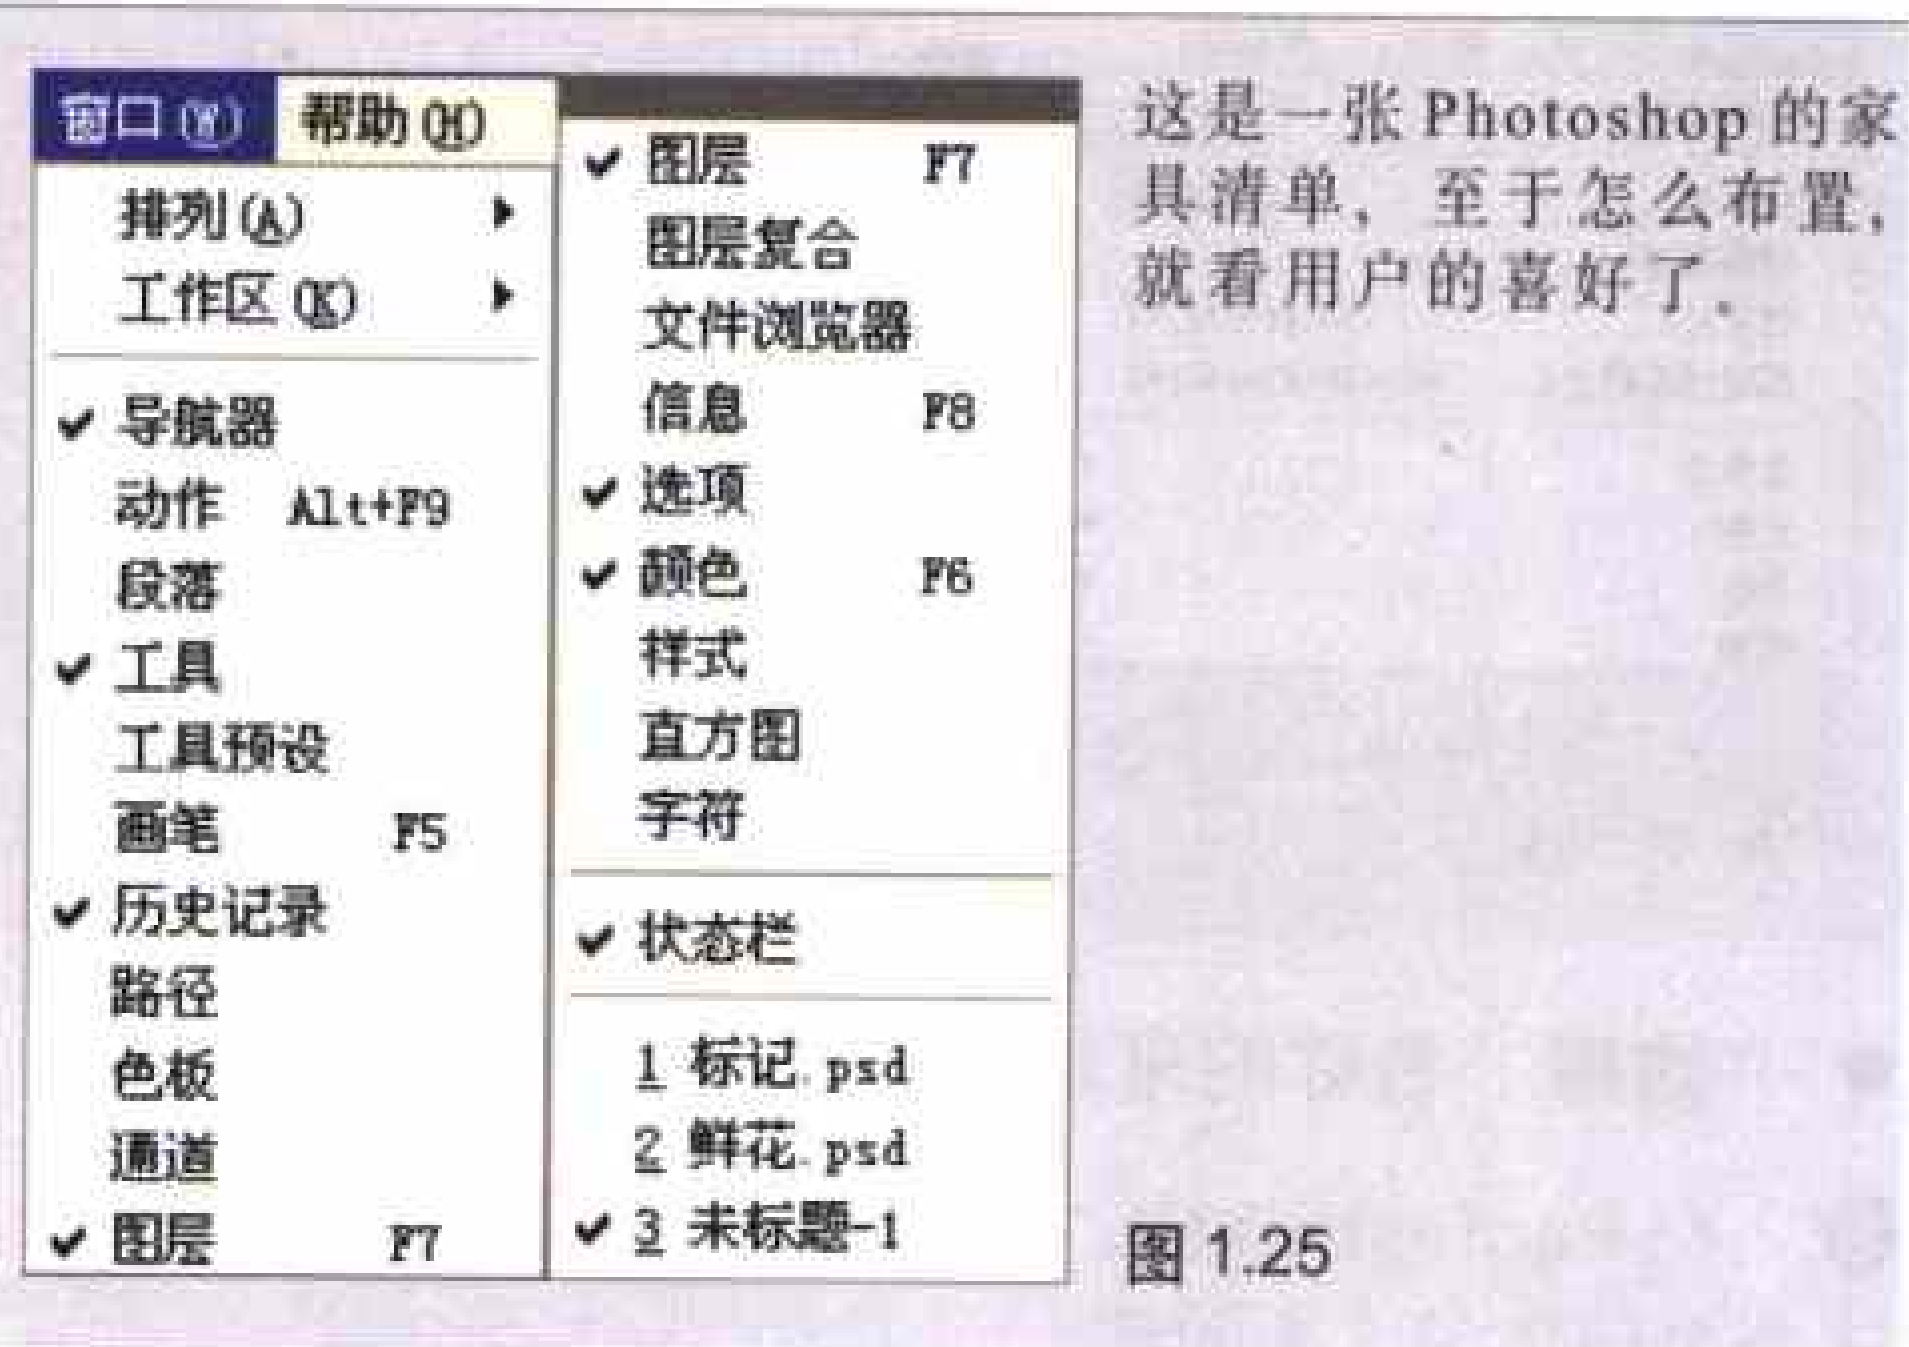 窗口(W) 帮助(H)
排列(A)
工作区(K)
导航器
动作 Alt+F9
段落
工具
工具预设
画笔 F5
历史记录
路径
色板
通道
图层 F7
图层 F7
图层复合
文件浏览器
信息 F8
选项
颜色 F6
样式
直方图
字符
状态栏
1 标记.psd
2 鲜花.psd
3 未标题-1
这是一张 Photoshop 的家
具清单，至于怎么布置，
就看用户的喜好了。
图 1.25